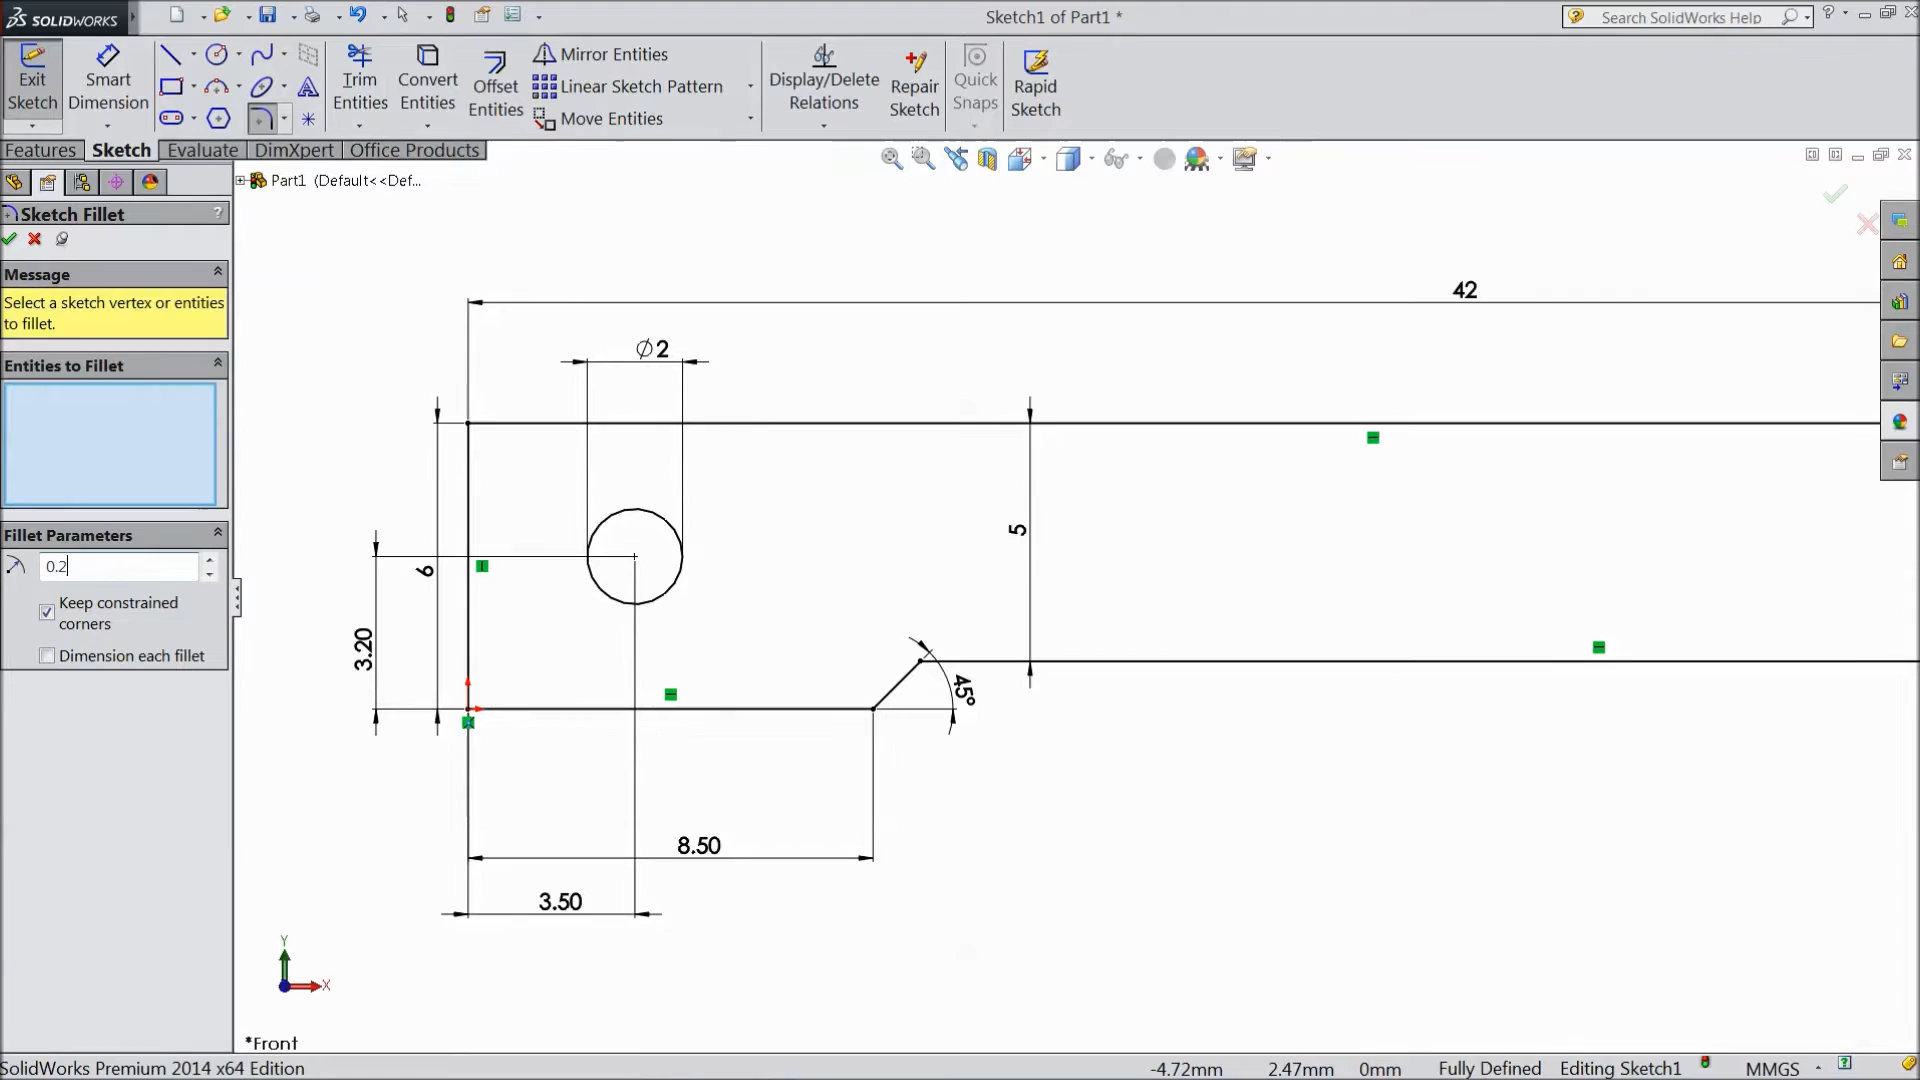 SOLIDWORKS
Sketch1 of Part1 *
Search SolidWorks Help
Exit Sketch
Smart Dimension
Trim Entities
Convert Entities
Offset Entities
Mirror Entities
Linear Sketch Pattern
Move Entities
Display/Delete Relations
Repair Sketch
Quick Snaps
Rapid Sketch
Features
Sketch
Evaluate
DimXpert
Office Products
Part1 (Default<<Def...
Sketch Fillet
?
Message
Select a sketch vertex or entities
to fillet.
Entities to Fillet
Fillet Parameters
0.2
Keep constrained
corners
Dimension each fillet
42
∅2
5
6
3.20
45°
8.50
3.50
Y
X
*Front
SolidWorks Premium 2014 x64 Edition
-4.72mm
2.47mm
0mm
Fully Defined
Editing Sketch1
MMGS